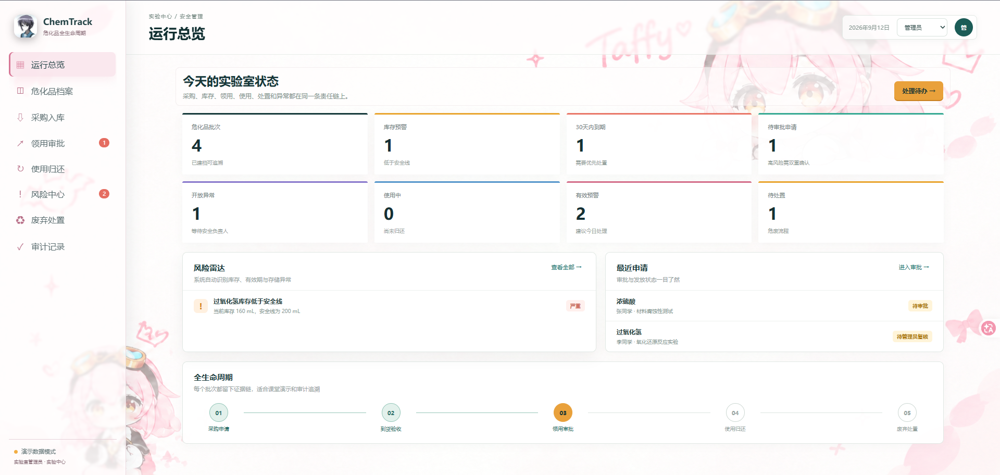 ChemTrack
危化品全生命周期
运行总览
危化品档案
采购入库
领用审批
1
使用归还
风险中心
2
废弃处置
审计记录
演示数据模式
实验室管理员 · 实验中心
实验中心 / 安全管理
运行总览
Taffy
2026年9月12日
管理员
管
今天的实验室状态
采购、库存、领用、使用、处置和异常都在同一条责任链上。
处理待办 →
危化品批次
4
已建档可追溯
库存预警
1
低于安全线
30天内到期
1
需要优先处置
待审批申请
1
高风险需双重确认
开放异常
1
等待安全负责人
使用中
0
尚未归还
有效预警
2
建议今日处理
待处置
1
危废流程
风险雷达
查看全部 →
系统自动识别库存、有效期与存储异常
!
过氧化氢库存低于安全线
当前库存 160 mL，安全线为 200 mL
严重
最近申请
进入审批 →
审批与发放状态一目了然
浓硫酸
张同学 · 材料腐蚀性测试
待审批
过氧化氢
李同学 · 氧化还原反应实验
待管理员复核
全生命周期
每个批次都留下证据链，适合课堂演示和审计追溯
01
采购申请
02
到货验收
03
领用审批
04
使用归还
05
废弃处置